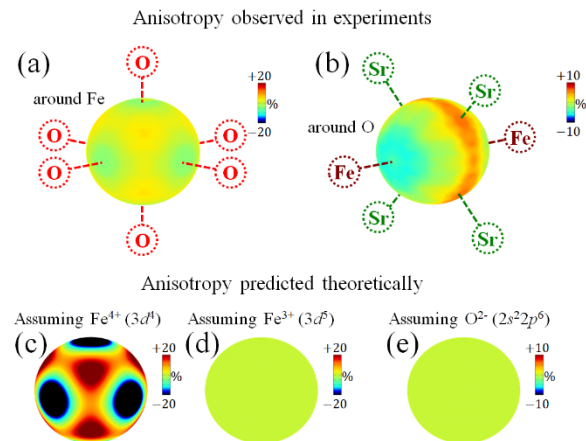 Anisotropy observed in experiments
(a)
O
+20
%
−20
around Fe
O
O
O
O
O
(b)
Sr
Sr
+10
%
−20
around O
Fe
Fe
Sr
Sr
Anisotropy predicted theoretically
Assuming Fe⁴⁺ (3d⁴)
Assuming Fe³⁺ (3d⁵)
Assuming O²⁻ (2s²2p⁶)
(c)
+20
%
−20
(d)
+20
%
−20
(e)
+10
%
−10